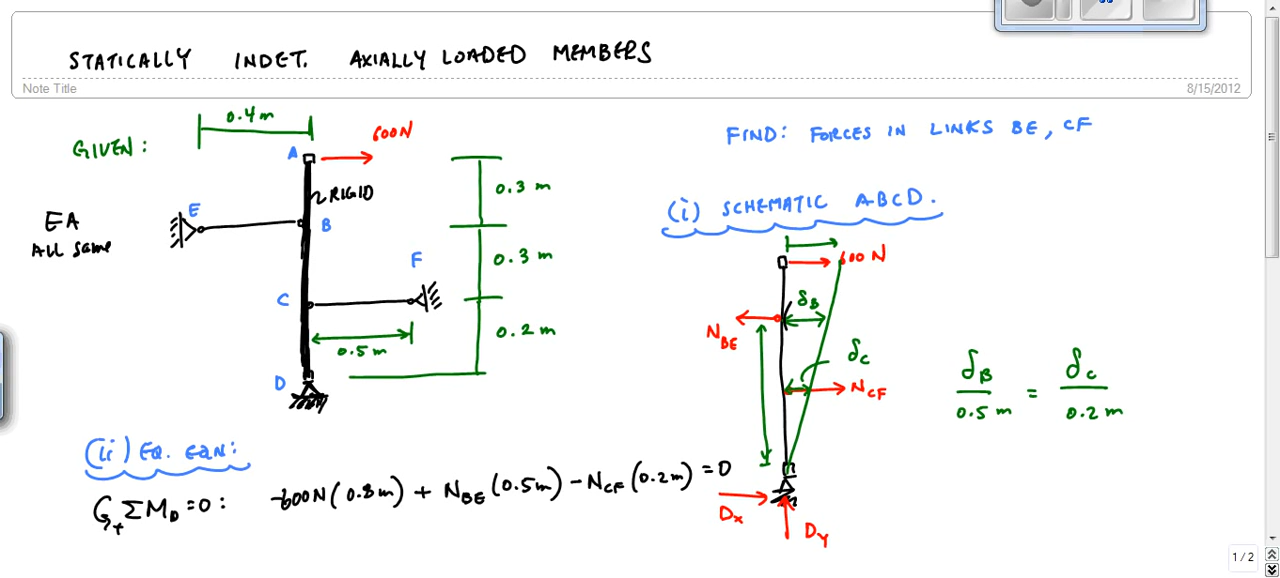 STATICALLY INDET. AXIALLY LOADED MEMBERS
Note Title
8/15/2012
GIVEN:
0.4 m
600N
A
RIGID
E
B
EA
ALL SAME
F
C
0.5 m
D
0.3 m
0.3 m
0.2 m
FIND: FORCES IN LINKS BE, CF
(i) SCHEMATIC ABCD.
600 N
δB
NBE
δC
NCF
Dx
DY
δB / 0.5 m = δC / 0.2 m
(ii) EQ. EQN:
↺+ ΣMD = 0: -600N (0.8m) + NBE (0.5m) - NCF (0.2m) = 0
1 / 2